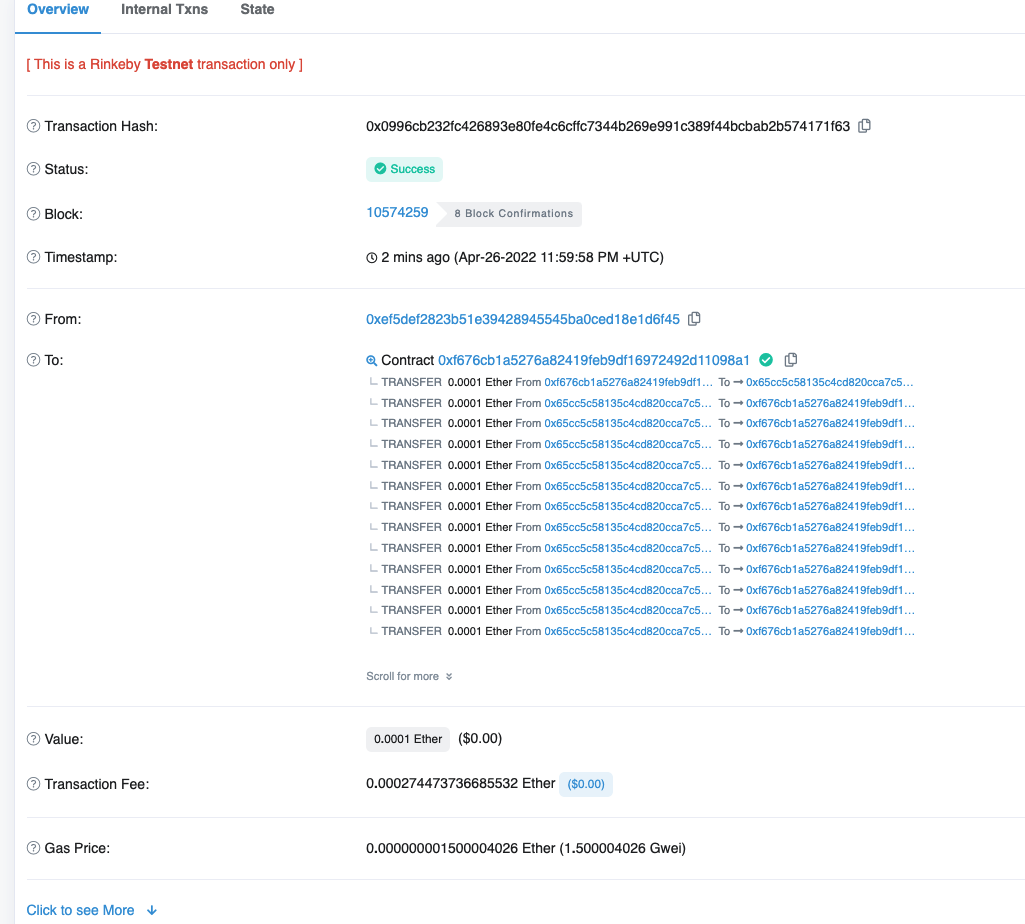 Overview Internal Txns State
[ This is a Rinkeby Testnet transaction only ]
Transaction Hash: 0x0996cb232fc426893e80fe4c6cffc7344b269e991c389f44bcbab2b574171f63
Status: Success
Block: 10574259 8 Block Confirmations
Timestamp: 2 mins ago (Apr-26-2022 11:59:58 PM +UTC)
From: 0xef5def2823b51e39428945545ba0ced18e1d6f45
To: Contract 0xf676cb1a5276a82419feb9df16972492d11098a1
TRANSFER 0.0001 Ether From 0xf676cb1a5276a82419feb9df1... To → 0x65cc5c58135c4cd820cca7c5...
TRANSFER 0.0001 Ether From 0x65cc5c58135c4cd820cca7c5... To → 0xf676cb1a5276a82419feb9df1...
TRANSFER 0.0001 Ether From 0x65cc5c58135c4cd820cca7c5... To → 0xf676cb1a5276a82419feb9df1...
TRANSFER 0.0001 Ether From 0x65cc5c58135c4cd820cca7c5... To → 0xf676cb1a5276a82419feb9df1...
TRANSFER 0.0001 Ether From 0x65cc5c58135c4cd820cca7c5... To → 0xf676cb1a5276a82419feb9df1...
TRANSFER 0.0001 Ether From 0x65cc5c58135c4cd820cca7c5... To → 0xf676cb1a5276a82419feb9df1...
TRANSFER 0.0001 Ether From 0x65cc5c58135c4cd820cca7c5... To → 0xf676cb1a5276a82419feb9df1...
TRANSFER 0.0001 Ether From 0x65cc5c58135c4cd820cca7c5... To → 0xf676cb1a5276a82419feb9df1...
TRANSFER 0.0001 Ether From 0x65cc5c58135c4cd820cca7c5... To → 0xf676cb1a5276a82419feb9df1...
TRANSFER 0.0001 Ether From 0x65cc5c58135c4cd820cca7c5... To → 0xf676cb1a5276a82419feb9df1...
TRANSFER 0.0001 Ether From 0x65cc5c58135c4cd820cca7c5... To → 0xf676cb1a5276a82419feb9df1...
TRANSFER 0.0001 Ether From 0x65cc5c58135c4cd820cca7c5... To → 0xf676cb1a5276a82419feb9df1...
TRANSFER 0.0001 Ether From 0x65cc5c58135c4cd820cca7c5... To → 0xf676cb1a5276a82419feb9df1...
Scroll for more
Value: 0.0001 Ether ($0.00)
Transaction Fee: 0.000274473736685532 Ether ($0.00)
Gas Price: 0.000000001500004026 Ether (1.500004026 Gwei)
Click to see More ↓